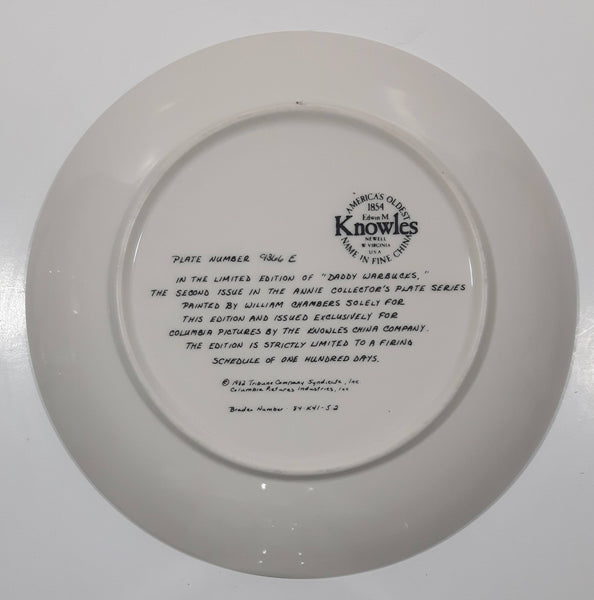 AMERICA'S OLDEST
1854
Edwin M.
Knowles
NEWELL
W VIRGINIA
U.S.A.
NAME IN FINE CHINA
PLATE NUMBER 9366 E
IN THE LIMITED EDITION OF "DADDY WARBUCKS,"
THE SECOND ISSUE IN THE ANNIE COLLECTOR'S PLATE SERIES
PAINTED BY WILLIAM CHAMBERS SOLELY FOR
THIS EDITION AND ISSUED EXCLUSIVELY FOR
COLUMBIA PICTURES BY THE KNOWLES CHINA COMPANY.
THE EDITION IS STRICTLY LIMITED TO A FIRING
SCHEDULE OF ONE HUNDRED DAYS.
© 1982 Tribune Company Syndicate, Inc
Columbia Pictures Industries, Inc
Bradex Number 84-K41-5.2